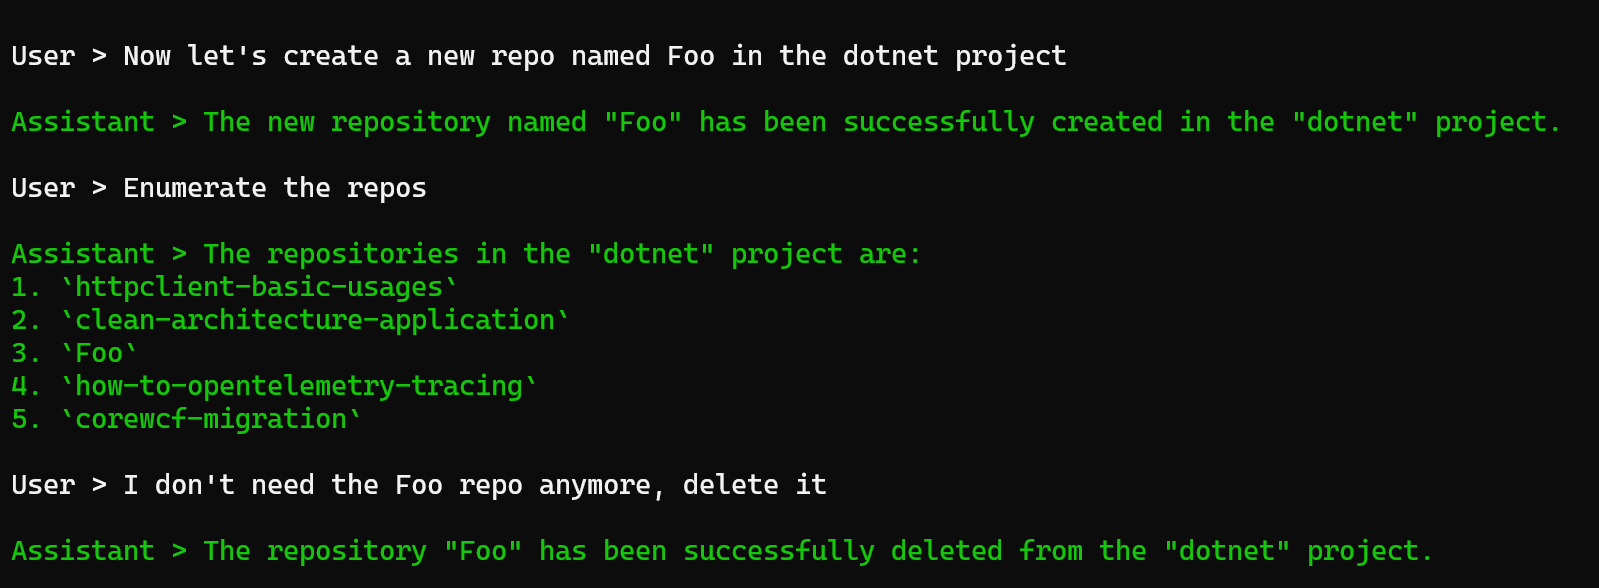 User > Now let's create a new repo named Foo in the dotnet project
Assistant > The new repository named "Foo" has been successfully created in the "dotnet" project.
User > Enumerate the repos
Assistant > The repositories in the "dotnet" project are:
1. `httpclient-basic-usages`
2. `clean-architecture-application`
3. `Foo`
4. `how-to-opentelemetry-tracing`
5. `corewcf-migration`
User > I don't need the Foo repo anymore, delete it
Assistant > The repository "Foo" has been successfully deleted from the "dotnet" project.